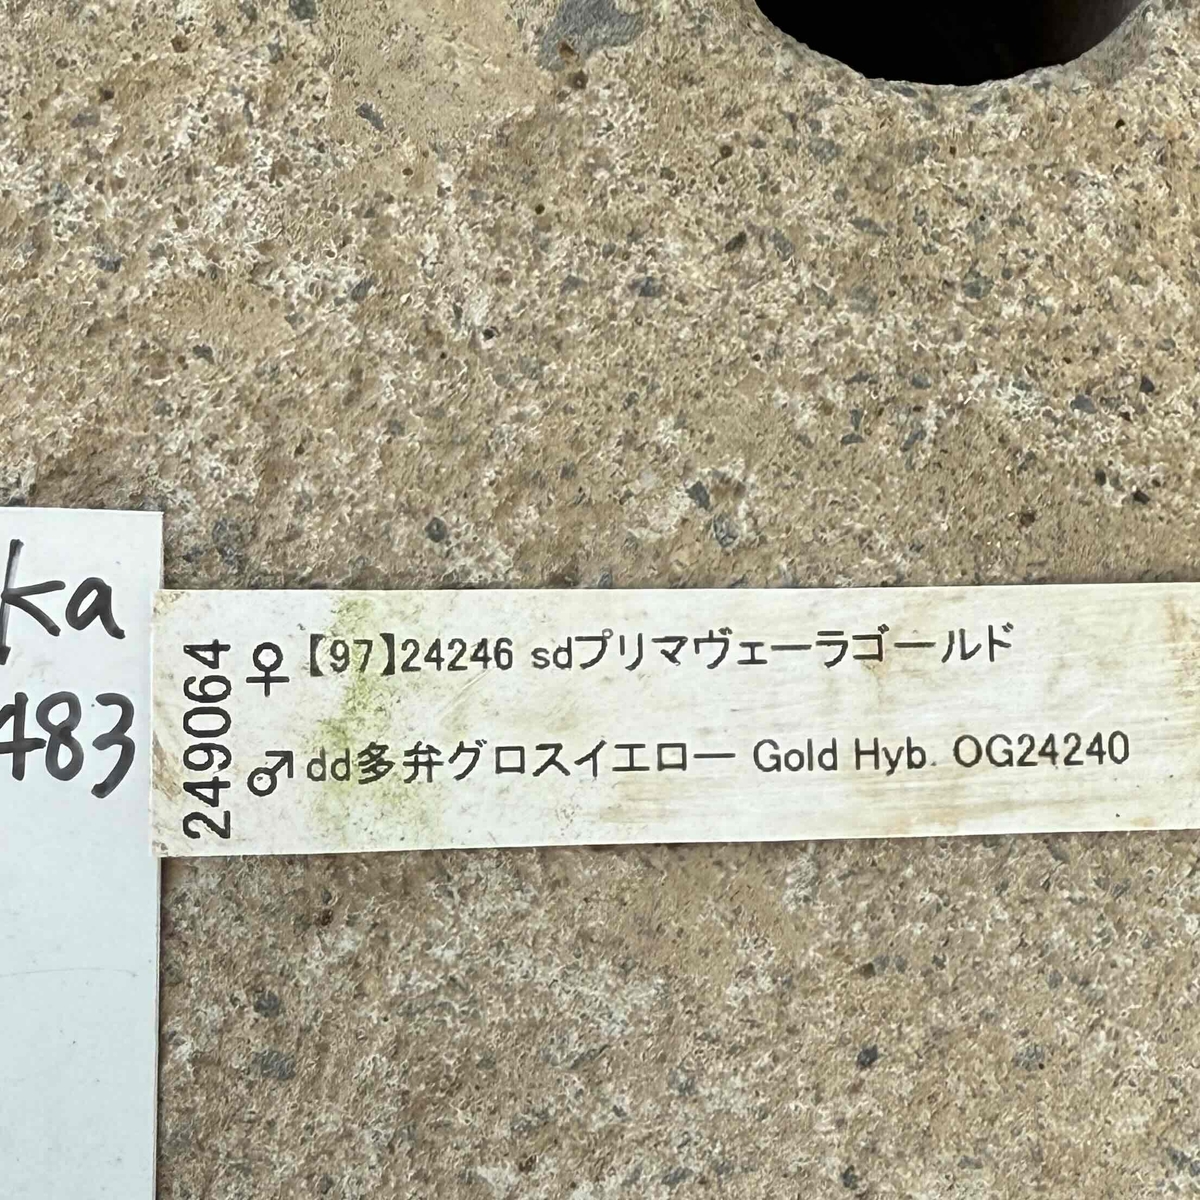 ka
483
249064
♀【97】24246 sdプリマヴェーラゴールド
♂dd多弁グロスイエロー Gold Hyb. OG24240